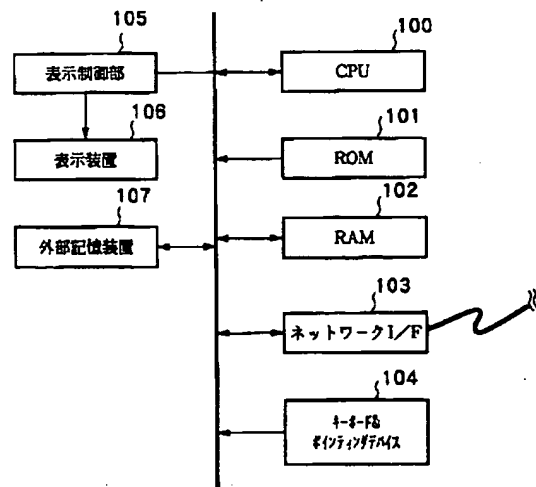 105
表示制御部
106
表示装置
107
外部記憶装置
100
CPU
101
ROM
102
RAM
103
ネットワークI/F
104
キーボード&
ポインティングデバイス